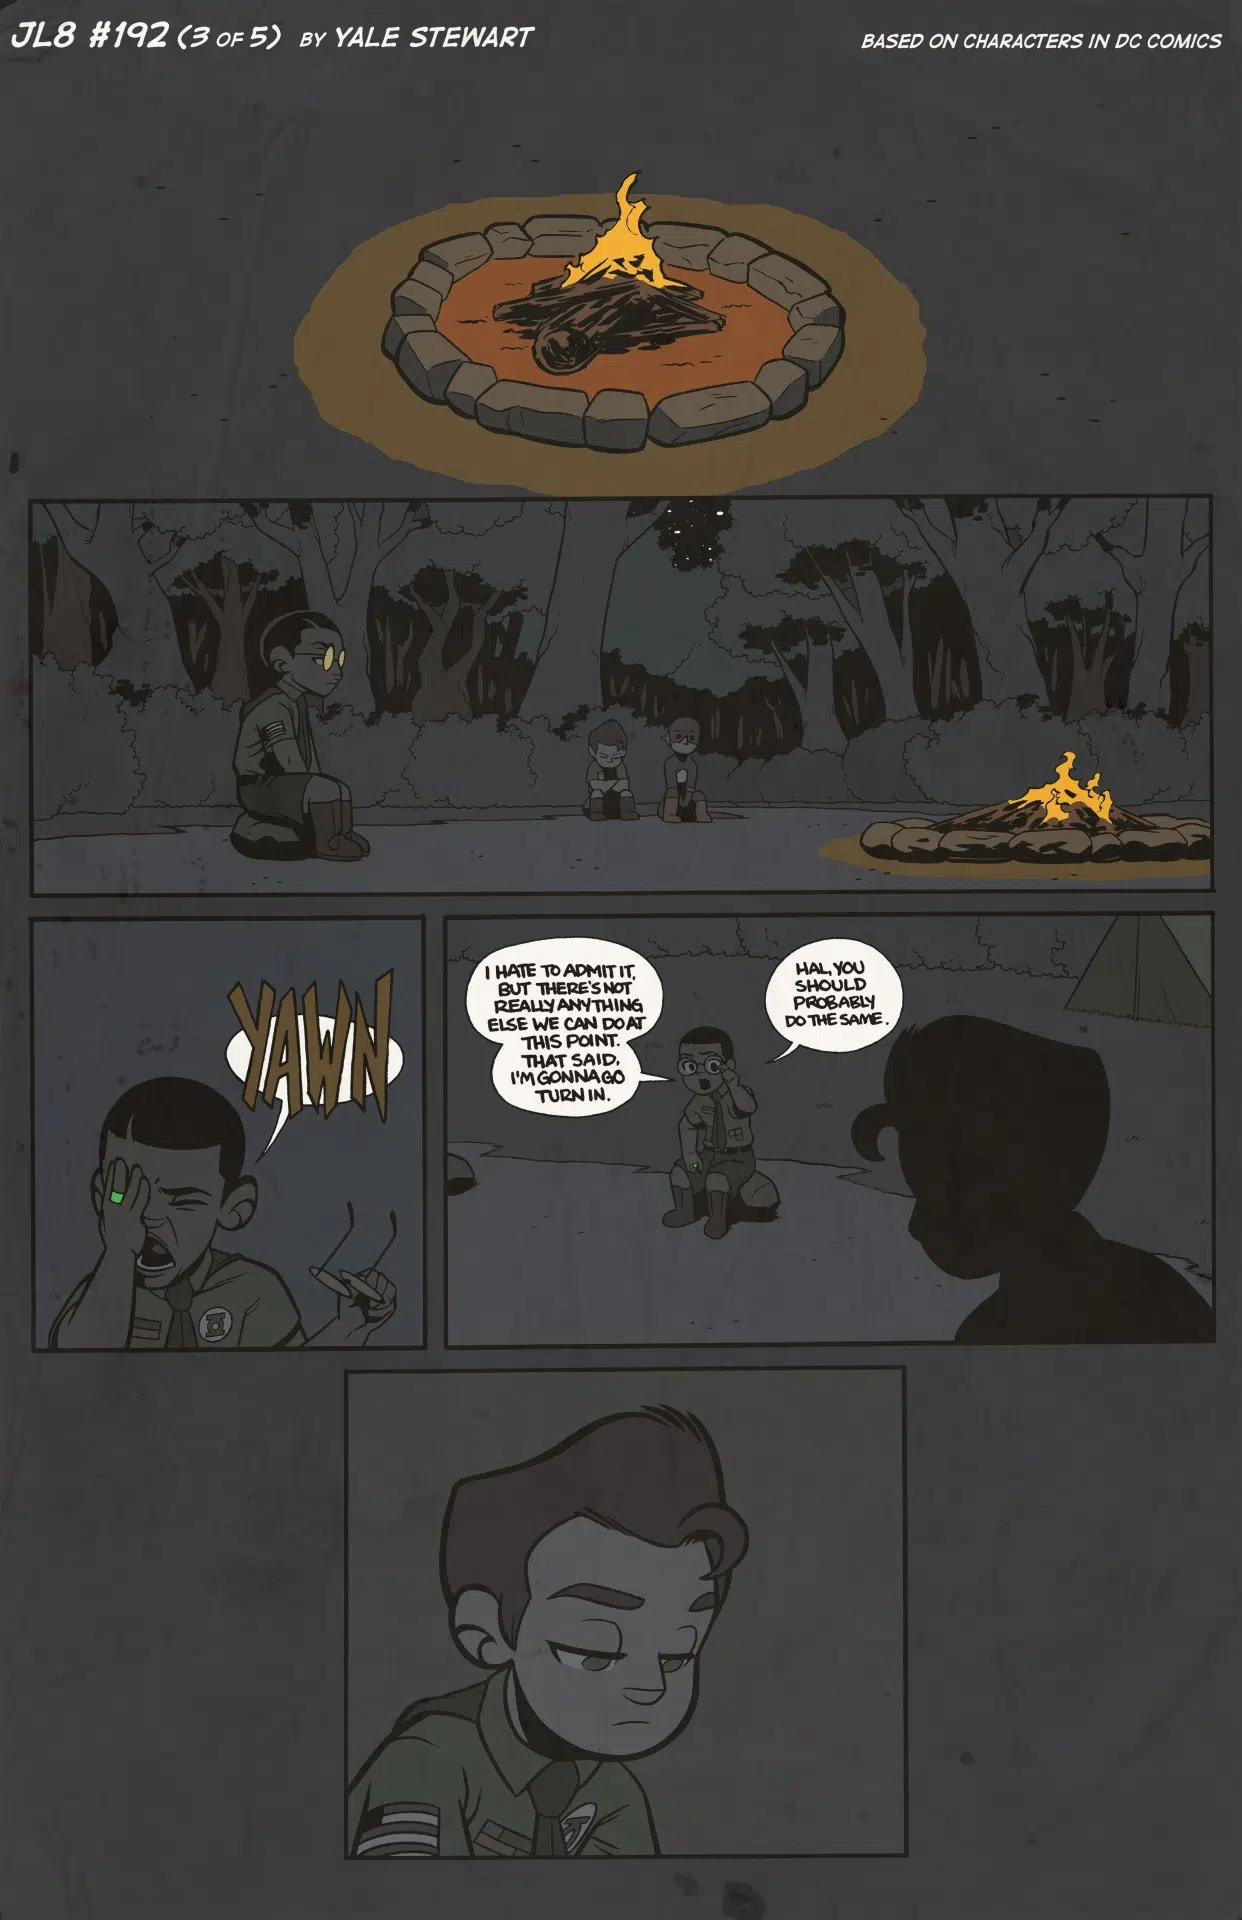 JL8 #192 (3 OF 5) BY YALE STEWART
BASED ON CHARACTERS IN DC COMICS
YAWN
I HATE TO ADMIT IT,
BUT THERE'S NOT
REALLY ANYTHING
ELSE WE CAN DO AT
THIS POINT.
THAT SAID,
I'M GONNA GO
TURN IN.
HAL, YOU
SHOULD
PROBABLY
DO THE SAME.